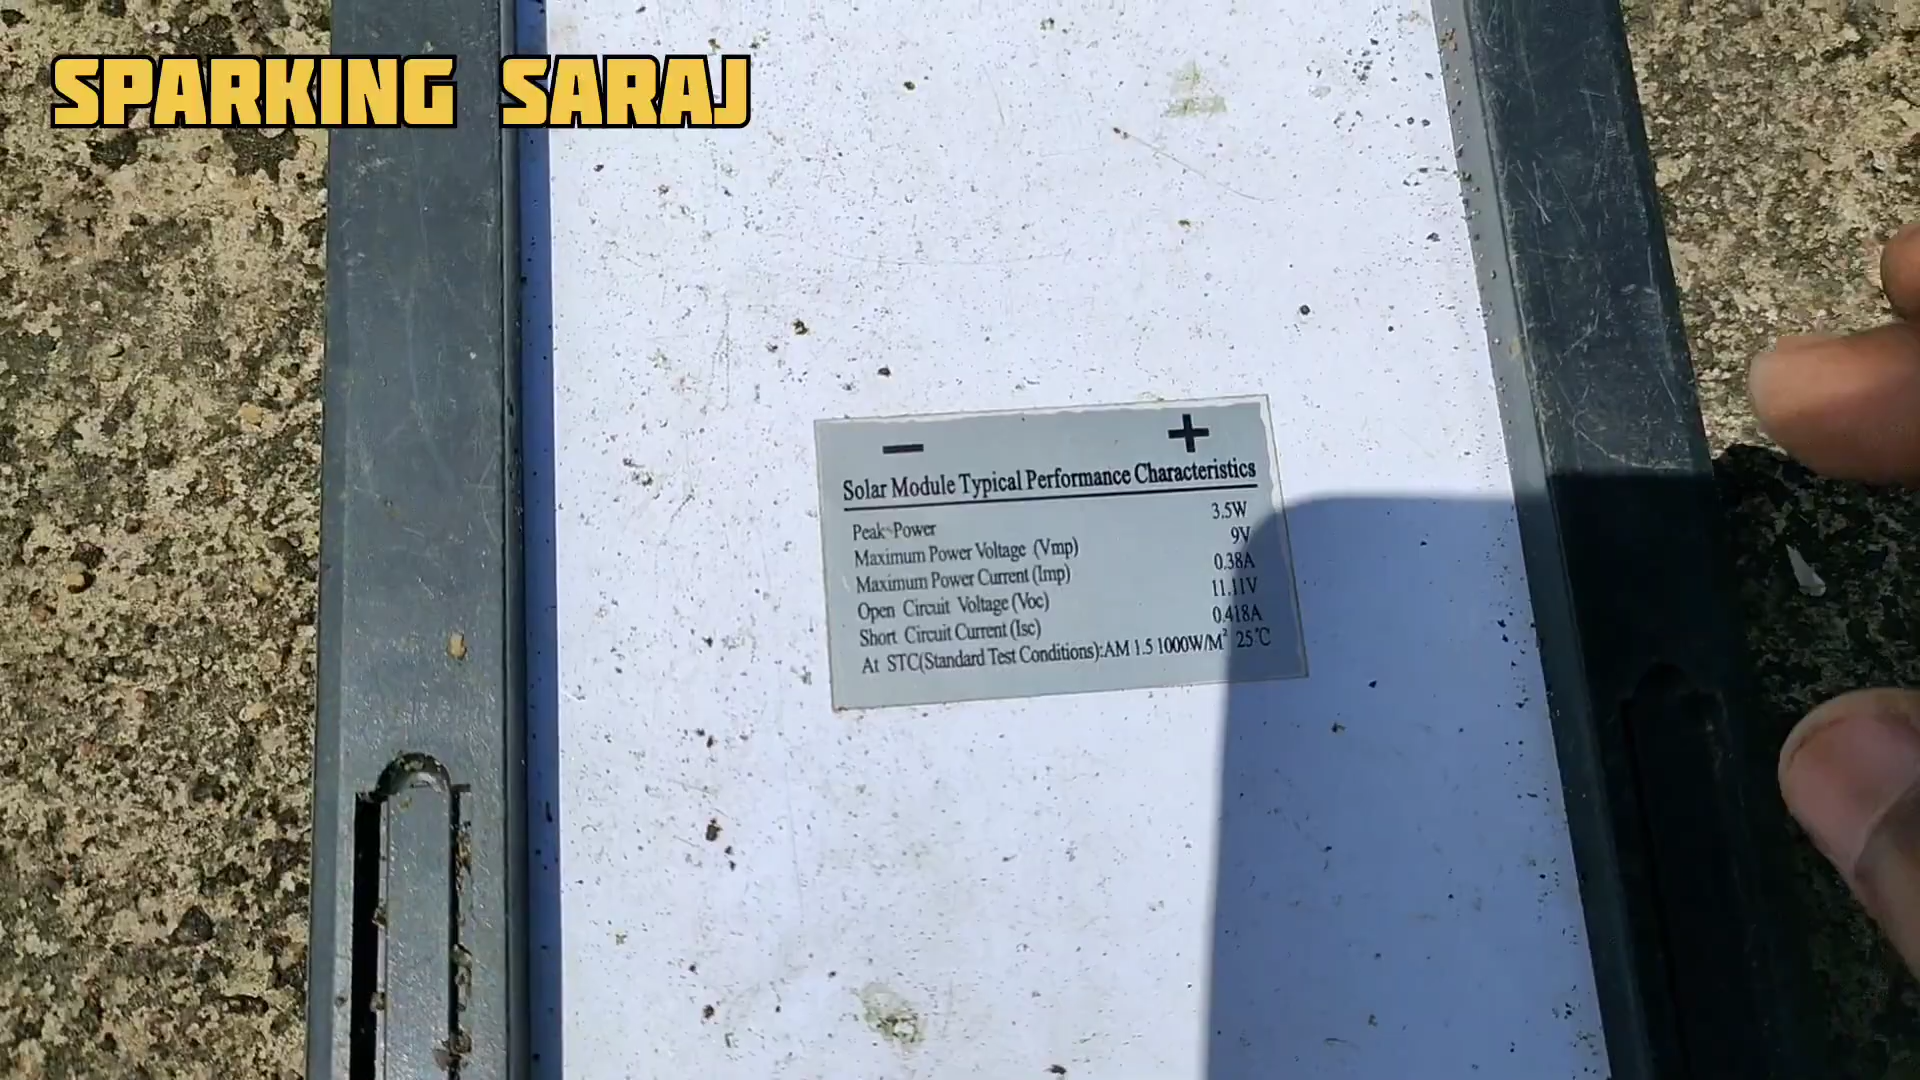 SPARKING SARAJ
− +
Solar Module Typical Performance Characteristics
Peak Power 3.5W
Maximum Power Voltage (Vmp) 9V
Maximum Power Current (Imp) 0.38A
Open Circuit Voltage (Voc) 11.11V
Short Circuit Current (Isc) 0.418A
At STC(Standard Test Conditions):AM 1.5 1000W/M² 25℃